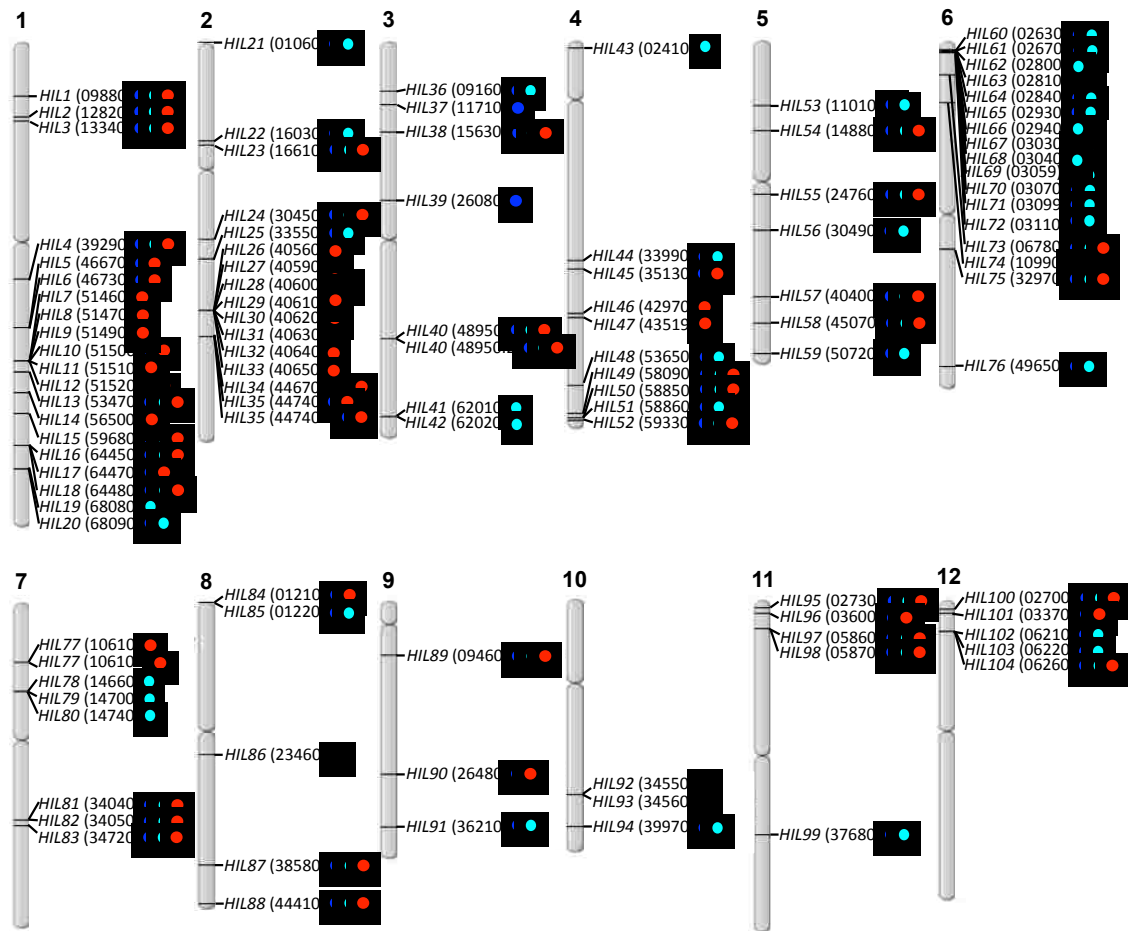 1
HIL1 (09880
HIL2 (12820
HIL3 (13340
HIL4 (39290
HIL5 (46670
HIL6 (46730
HIL7 (51460
HIL8 (51470
HIL9 (51490
HIL10 (51500
HIL11 (51510
HIL12 (51520
HIL13 (53470
HIL14 (56500
HIL15 (59680
HIL16 (64450
HIL17 (64470
HIL18 (64480
HIL19 (68080
HIL20 (68090
2
HIL21 (01060
HIL22 (16030
HIL23 (16610
HIL24 (30450
HIL25 (33550
HIL26 (40560
HIL27 (40590
HIL28 (40600
HIL29 (40610
HIL30 (40620
HIL31 (40630
HIL32 (40640
HIL33 (40650
HIL34 (44670
HIL35 (44740
HIL35 (44740
3
HIL36 (09160
HIL37 (11710
HIL38 (15630
HIL39 (26080
HIL40 (48950
HIL40 (48950
HIL41 (62010
HIL42 (62020
4
HIL43 (02410
HIL44 (33990
HIL45 (35130
HIL46 (42970
HIL47 (43519
HIL48 (53650
HIL49 (58090
HIL50 (58850
HIL51 (58860
HIL52 (59330
5
HIL53 (11010
HIL54 (14880
HIL55 (24760
HIL56 (30490
HIL57 (40400
HIL58 (45070
HIL59 (50720
6
HIL60 (02630
HIL61 (02670
HIL62 (02800
HIL63 (02810
HIL64 (02840
HIL65 (02930
HIL66 (02940
HIL67 (03030
HIL68 (03040
HIL69 (03059)
HIL70 (03070
HIL71 (03099
HIL72 (03110
HIL73 (06780
HIL74 (10990
HIL75 (32970
HIL76 (49650
7
HIL77 (10610
HIL77 (10610
HIL78 (14660
HIL79 (14700
HIL80 (14740
HIL81 (34040
HIL82 (34050
HIL83 (34720
8
HIL84 (01210
HIL85 (01220
HIL86 (23460
HIL87 (38580
HIL88 (44410
9
HIL89 (09460
HIL90 (26480
HIL91 (36210
10
HIL92 (34550
HIL93 (34560
HIL94 (39970
11
HIL95 (02730
HIL96 (03600
HIL97 (05860
HIL98 (05870
HIL99 (37680
12
HIL100 (02700
HIL101 (03370
HIL102 (06210
HIL103 (06220
HIL104 (06260